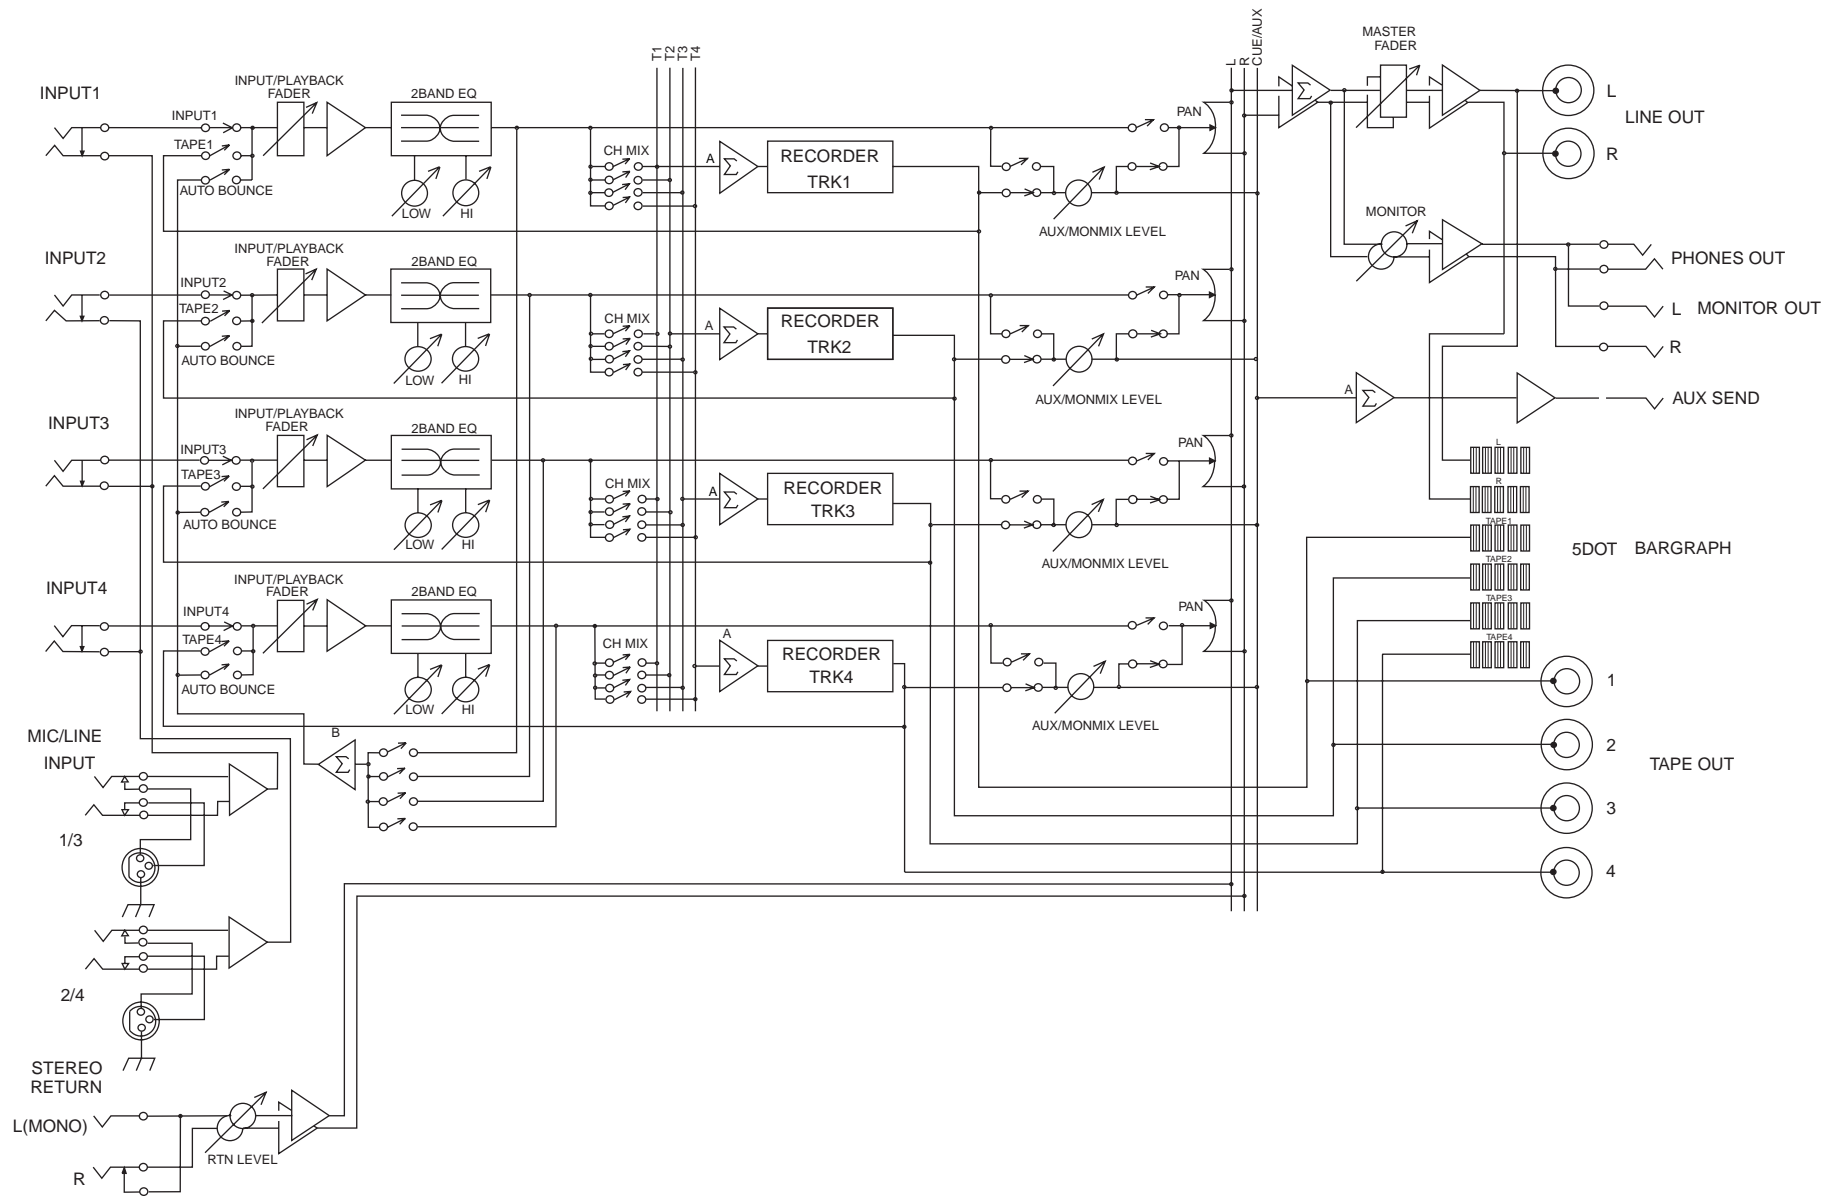 T1
T2
T3
T4
L
R
CUE/AUX
MASTER
FADER
L
LINE OUT
R
INPUT1
INPUT1
TAPE1
AUTO BOUNCE
INPUT/PLAYBACK
FADER
2BAND EQ
LOW
HI
CH MIX
A
Σ
RECORDER
TRK1
PAN
AUX/MONMIX LEVEL
Σ
MONITOR
PHONES OUT
L MONITOR OUT
R
INPUT2
INPUT2
TAPE2
AUTO BOUNCE
INPUT/PLAYBACK
FADER
2BAND EQ
LOW
HI
CH MIX
A
Σ
RECORDER
TRK2
PAN
AUX/MONMIX LEVEL
A
Σ
AUX SEND
INPUT3
INPUT3
TAPE3
AUTO BOUNCE
INPUT/PLAYBACK
FADER
2BAND EQ
LOW
HI
CH MIX
A
Σ
RECORDER
TRK3
PAN
AUX/MONMIX LEVEL
L
R
TAPE1
TAPE2
TAPE3
TAPE4
5DOT BARGRAPH
INPUT4
INPUT4
TAPE4
AUTO BOUNCE
INPUT/PLAYBACK
FADER
2BAND EQ
LOW
HI
CH MIX
A
Σ
RECORDER
TRK4
PAN
AUX/MONMIX LEVEL
1
2
TAPE OUT
3
4
B
Σ
MIC/LINE
INPUT
1/3
2/4
STEREO
RETURN
L(MONO)
R
RTN LEVEL